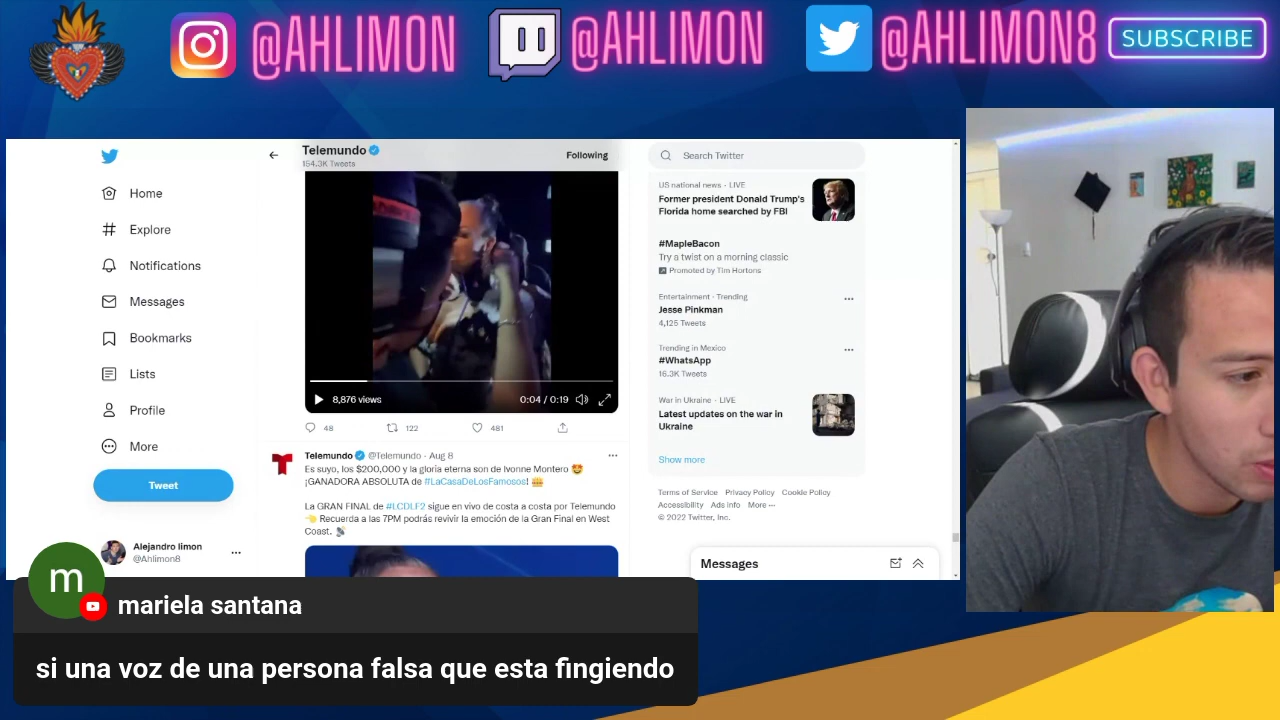 @AHLIMON
@AHLIMON
@AHLIMON8
SUBSCRIBE
Telemundo
154.3K Tweets
Following
Search Twitter
Home
Explore
Notifications
Messages
Bookmarks
Lists
Profile
More
Tweet
Alejandro limon
@Ahlimon8
8,876 views
0:04 / 0:19
48
122
481
Telemundo @Telemundo · Aug 8
Es suyo, los $200,000 y la gloria eterna son de Ivonne Montero 🤩
¡GANADORA ABSOLUTA de #LaCasaDeLosFamosos!
La GRAN FINAL de #LCDLF2 sigue en vivo de costa a costa por Telemundo
👈 Recuerda a las 7PM podrás revivir la emoción de la Gran Final en West
Coast.
US national news · LIVE
Former president Donald Trump's
Florida home searched by FBI
#MapleBacon
Try a twist on a morning classic
Promoted by Tim Hortons
Entertainment · Trending
Jesse Pinkman
4,125 Tweets
Trending in Mexico
#WhatsApp
16.3K Tweets
War in Ukraine · LIVE
Latest updates on the war in
Ukraine
Show more
Terms of Service Privacy Policy Cookie Policy
Accessibility Ads info More ···
© 2022 Twitter, Inc.
Messages
m
mariela santana
si una voz de una persona falsa que esta fingiendo